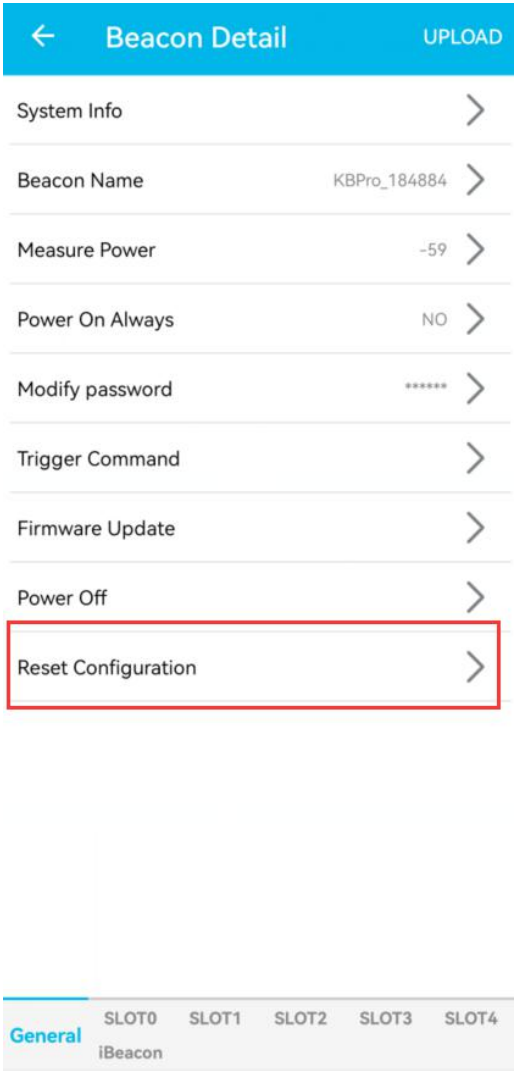 Beacon Detail UPLOAD
System Info
Beacon Name KBPro_184884
Measure Power -59
Power On Always NO
Modify password ******
Trigger Command
Firmware Update
Power Off
Reset Configuration
General SLOT0 SLOT1 SLOT2 SLOT3 SLOT4
iBeacon